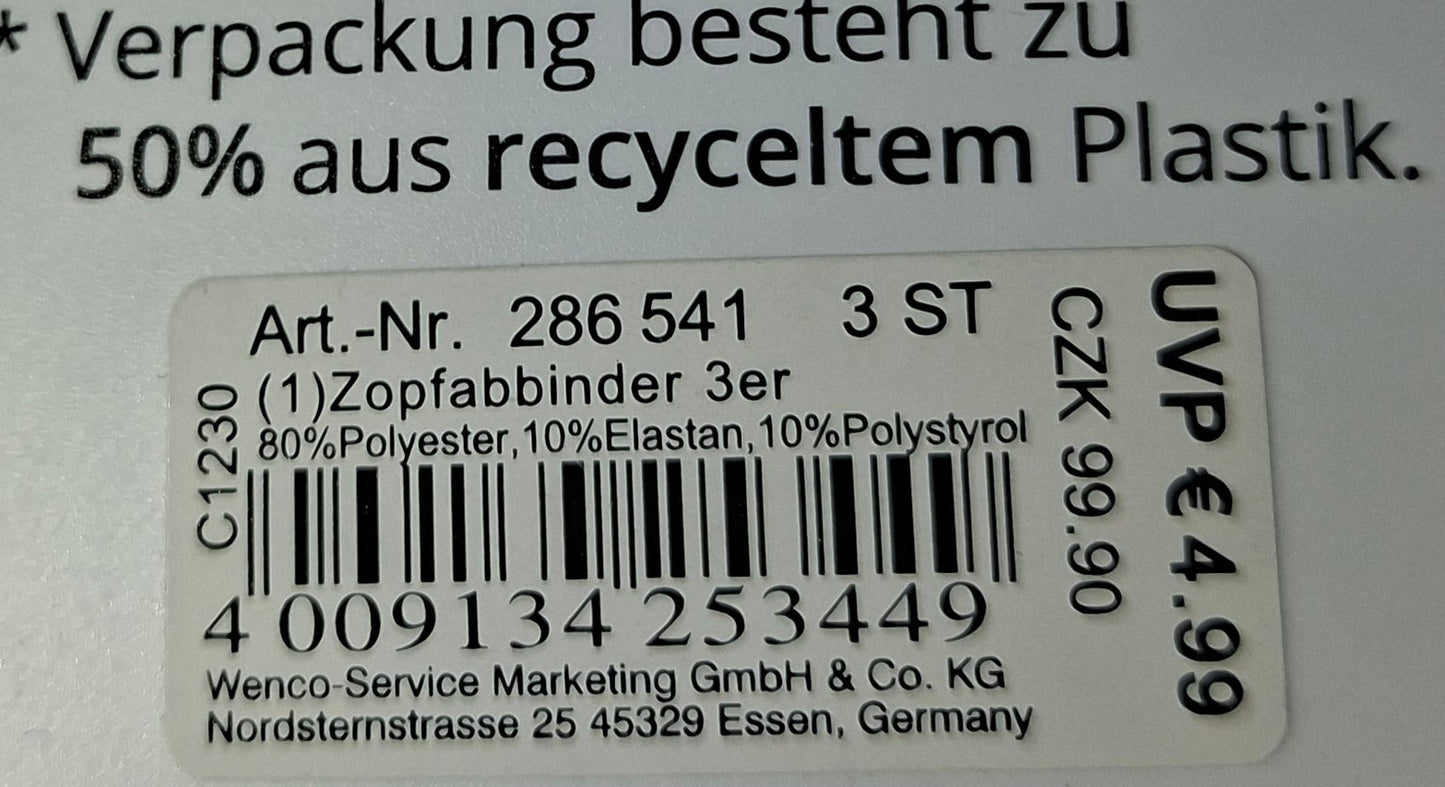 * Verpackung besteht zu
50% aus recyceltem Plastik.
Art.-Nr. 286 541 3 ST
(1)Zopfabbinder 3er
80%Polyester,10%Elastan,10%Polystyrol
C1230
4 009134 253449
Wenco-Service Marketing GmbH & Co. KG
Nordsternstrasse 25 45329 Essen, Germany
CZK 99.90
UVP € 4.99